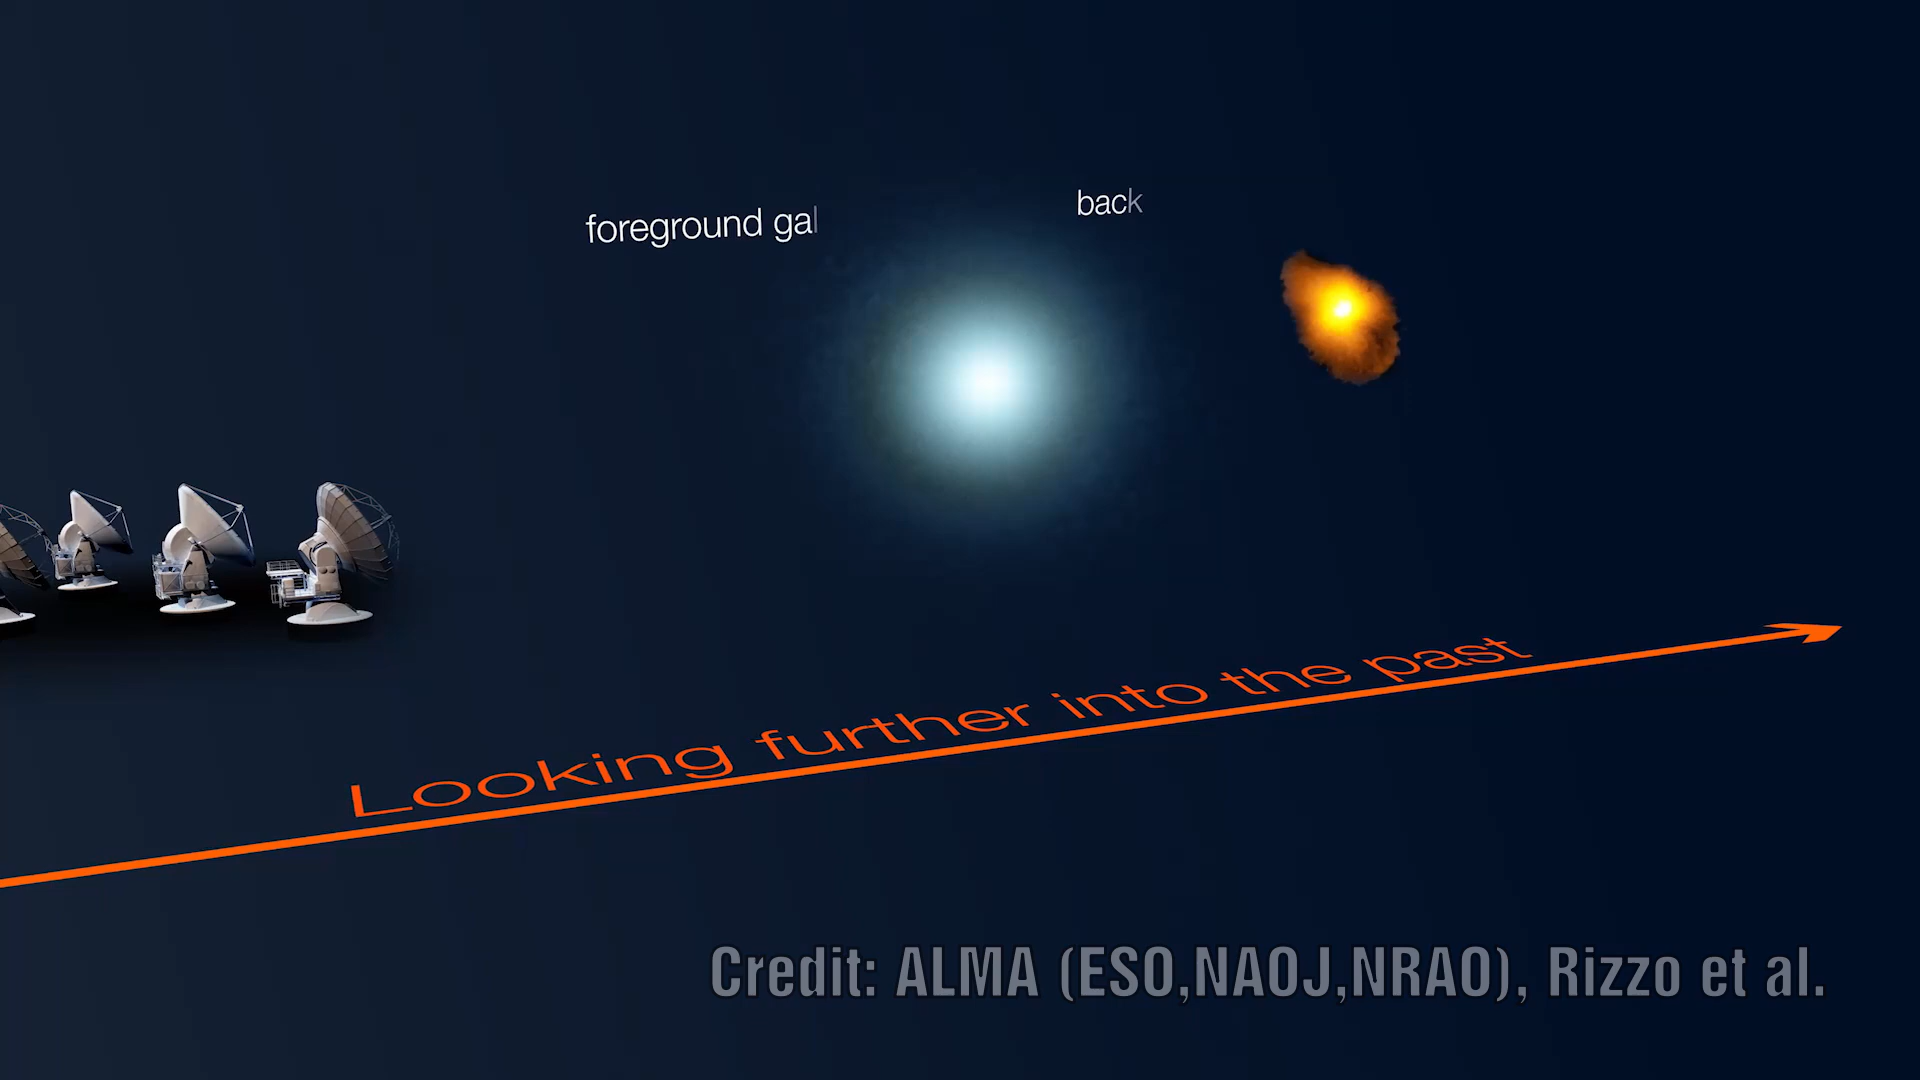 foreground gal
back
Looking further into the past
Credit: ALMA (ESO,NAOJ,NRAO), Rizzo et al.